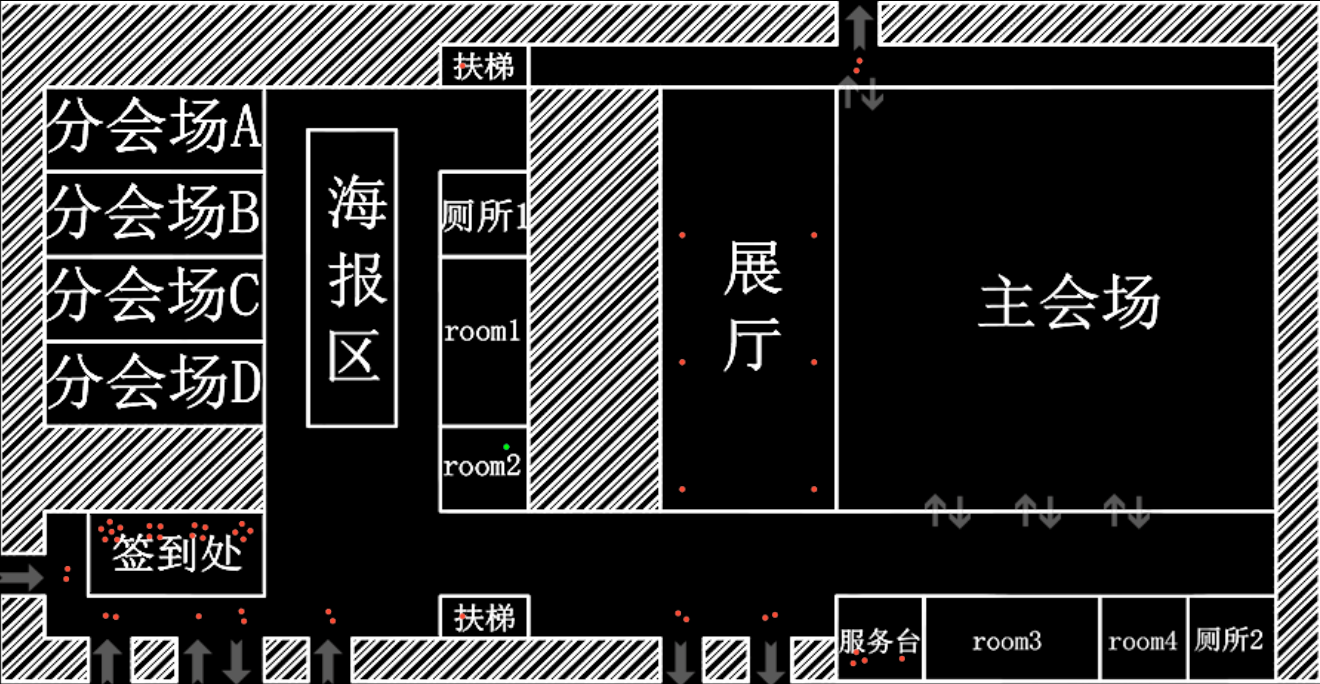 扶梯
分会场A
分会场B
分会场C
分会场D
海报区
厕所1
room1
room2
展厅
主会场
签到处
扶梯
服务台
room3
room4
厕所2